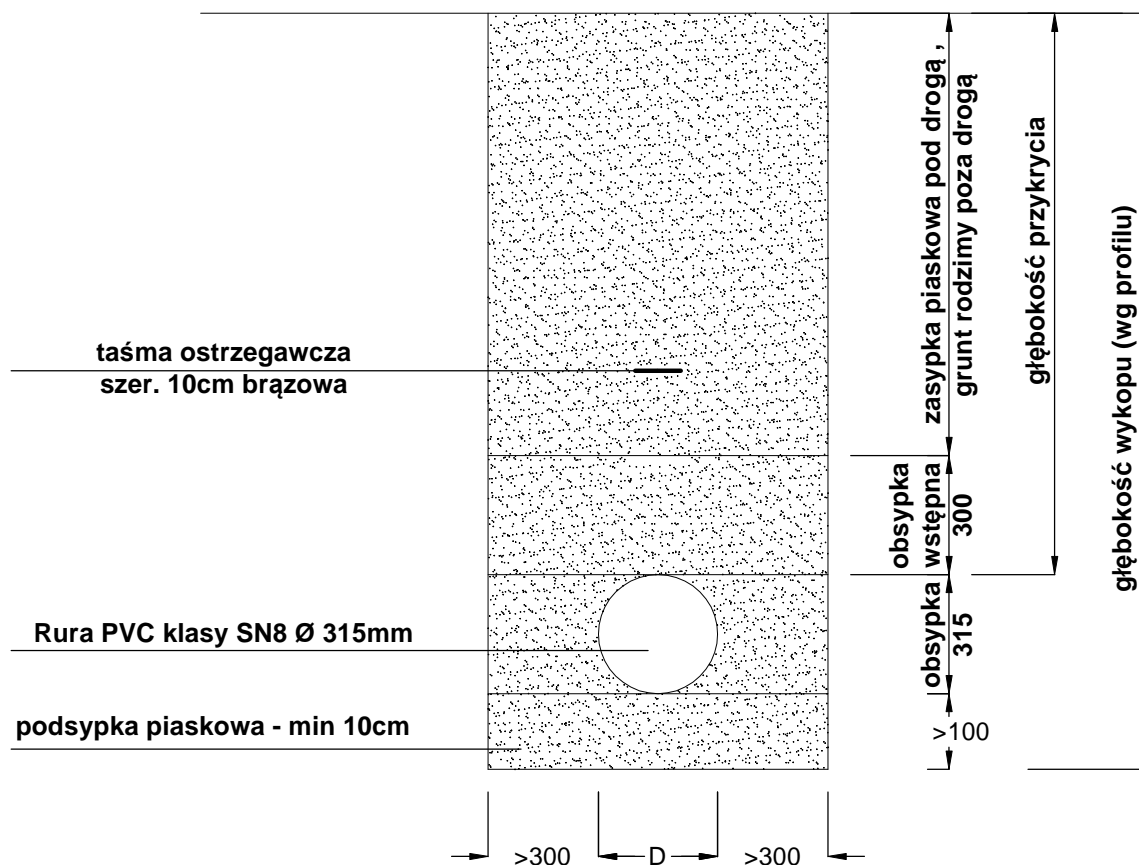 taśma ostrzegawcza
szer. 10cm brązowa
Rura PVC klasy SN8 Ø 315mm
podsypka piaskowa - min 10cm
zasypka piaskowa pod drogą ,
grunt rodzimy poza drogą
głębokość przykrycia
głębokość wykopu (wg profilu)
obsypka
wstępna
300
obsypka
315
>100
>300
D
>300